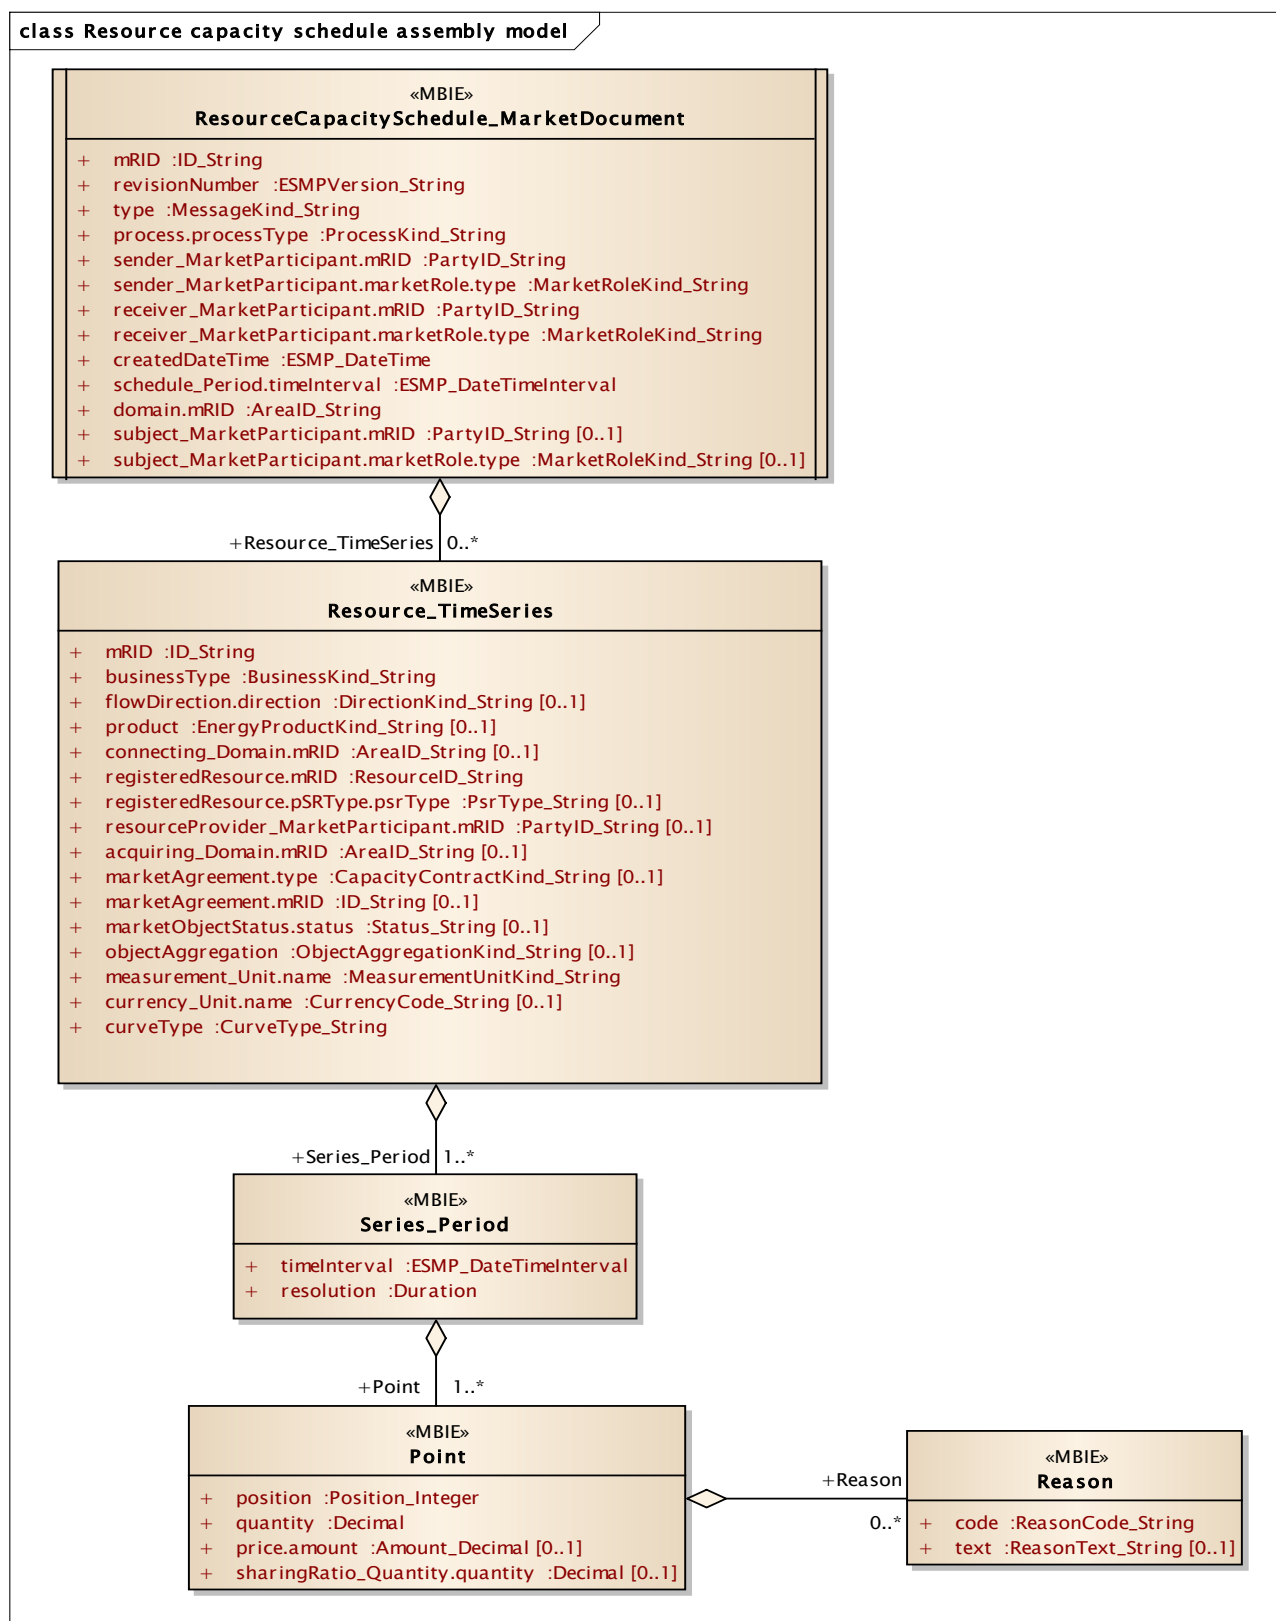 class Resource capacity schedule assembly model
«MBIE»
ResourceCapacitySchedule_MarketDocument
+ mRID :ID_String
+ revisionNumber :ESMPVersion_String
+ type :MessageKind_String
+ process.processType :ProcessKind_String
+ sender_MarketParticipant.mRID :PartyID_String
+ sender_MarketParticipant.marketRole.type :MarketRoleKind_String
+ receiver_MarketParticipant.mRID :PartyID_String
+ receiver_MarketParticipant.marketRole.type :MarketRoleKind_String
+ createdDateTime :ESMP_DateTime
+ schedule_Period.timeInterval :ESMP_DateTimeInterval
+ domain.mRID :AreaID_String
+ subject_MarketParticipant.mRID :PartyID_String [0..1]
+ subject_MarketParticipant.marketRole.type :MarketRoleKind_String [0..1]
+Resource_TimeSeries 0..*
«MBIE»
Resource_TimeSeries
+ mRID :ID_String
+ businessType :BusinessKind_String
+ flowDirection.direction :DirectionKind_String [0..1]
+ product :EnergyProductKind_String [0..1]
+ connecting_Domain.mRID :AreaID_String [0..1]
+ registeredResource.mRID :ResourceID_String
+ registeredResource.pSRType.psrType :PsrType_String [0..1]
+ resourceProvider_MarketParticipant.mRID :PartyID_String [0..1]
+ acquiring_Domain.mRID :AreaID_String [0..1]
+ marketAgreement.type :CapacityContractKind_String [0..1]
+ marketAgreement.mRID :ID_String [0..1]
+ marketObjectStatus.status :Status_String [0..1]
+ objectAggregation :ObjectAggregationKind_String [0..1]
+ measurement_Unit.name :MeasurementUnitKind_String
+ currency_Unit.name :CurrencyCode_String [0..1]
+ curveType :CurveType_String
+Series_Period 1..*
«MBIE»
Series_Period
+ timeInterval :ESMP_DateTimeInterval
+ resolution :Duration
+Point 1..*
«MBIE»
Point
+ position :Position_Integer
+ quantity :Decimal
+ price.amount :Amount_Decimal [0..1]
+ sharingRatio_Quantity.quantity :Decimal [0..1]
+Reason
0..*
«MBIE»
Reason
+ code :ReasonCode_String
+ text :ReasonText_String [0..1]